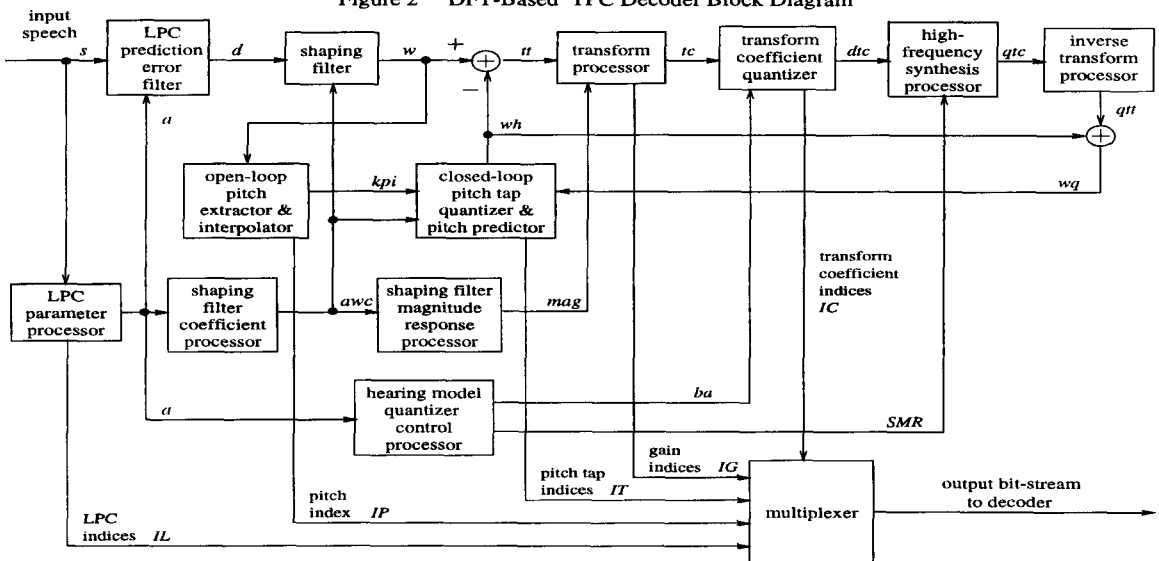 Figure 2 DFT-Based TPC Decoder Block Diagram
input
speech
s
LPC
prediction
error
filter
d
shaping
filter
w
+
−
tt
transform
processor
tc
transform
coefficient
quantizer
dtc
high-
frequency
synthesis
processor
qtc
inverse
transform
processor
qtt
+
a
wh
open-loop
pitch
extractor &
interpolator
kpi
closed-loop
pitch tap
quantizer &
pitch predictor
wq
LPC
parameter
processor
shaping
filter
coefficient
processor
awc
shaping filter
magnitude
response
processor
mag
transform
coefficient
indices
IC
a
hearing model
quantizer
control
processor
ba
SMR
LPC
indices IL
pitch
index IP
pitch tap
indices IT
gain
indices IG
multiplexer
output bit-stream
to decoder